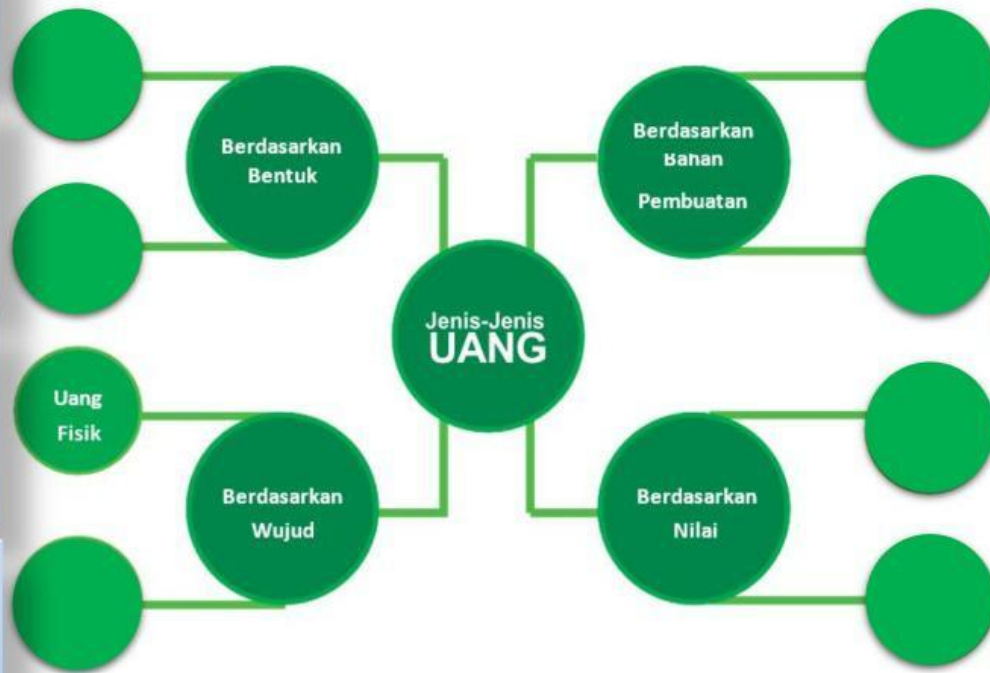 Berdasarkan
Bentuk
Berdasarkan
Bahan
Pembuatan
Jenis-Jenis
UANG
Uang
Fisik
Berdasarkan
Wujud
Berdasarkan
Nilai